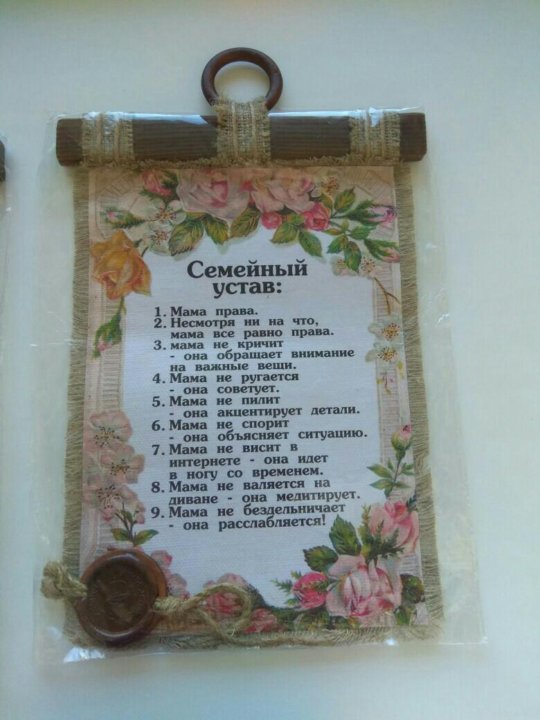 Семейный
устав:
1. Мама права.
2. Несмотря ни на что,
мама все равно права.
3. мама не кричит
- она обращает внимание
на важные вещи.
4. Мама не ругается
- она советует.
5. Мама не пилит
- она акцентирует детали.
6. Мама не спорит
- она объясняет ситуацию.
7. Мама не висит в
интернете - она идет
в ногу со временем.
8. Мама не валяется на
диване - она медитирует.
9. Мама не бездельничает
- она расслабляется!